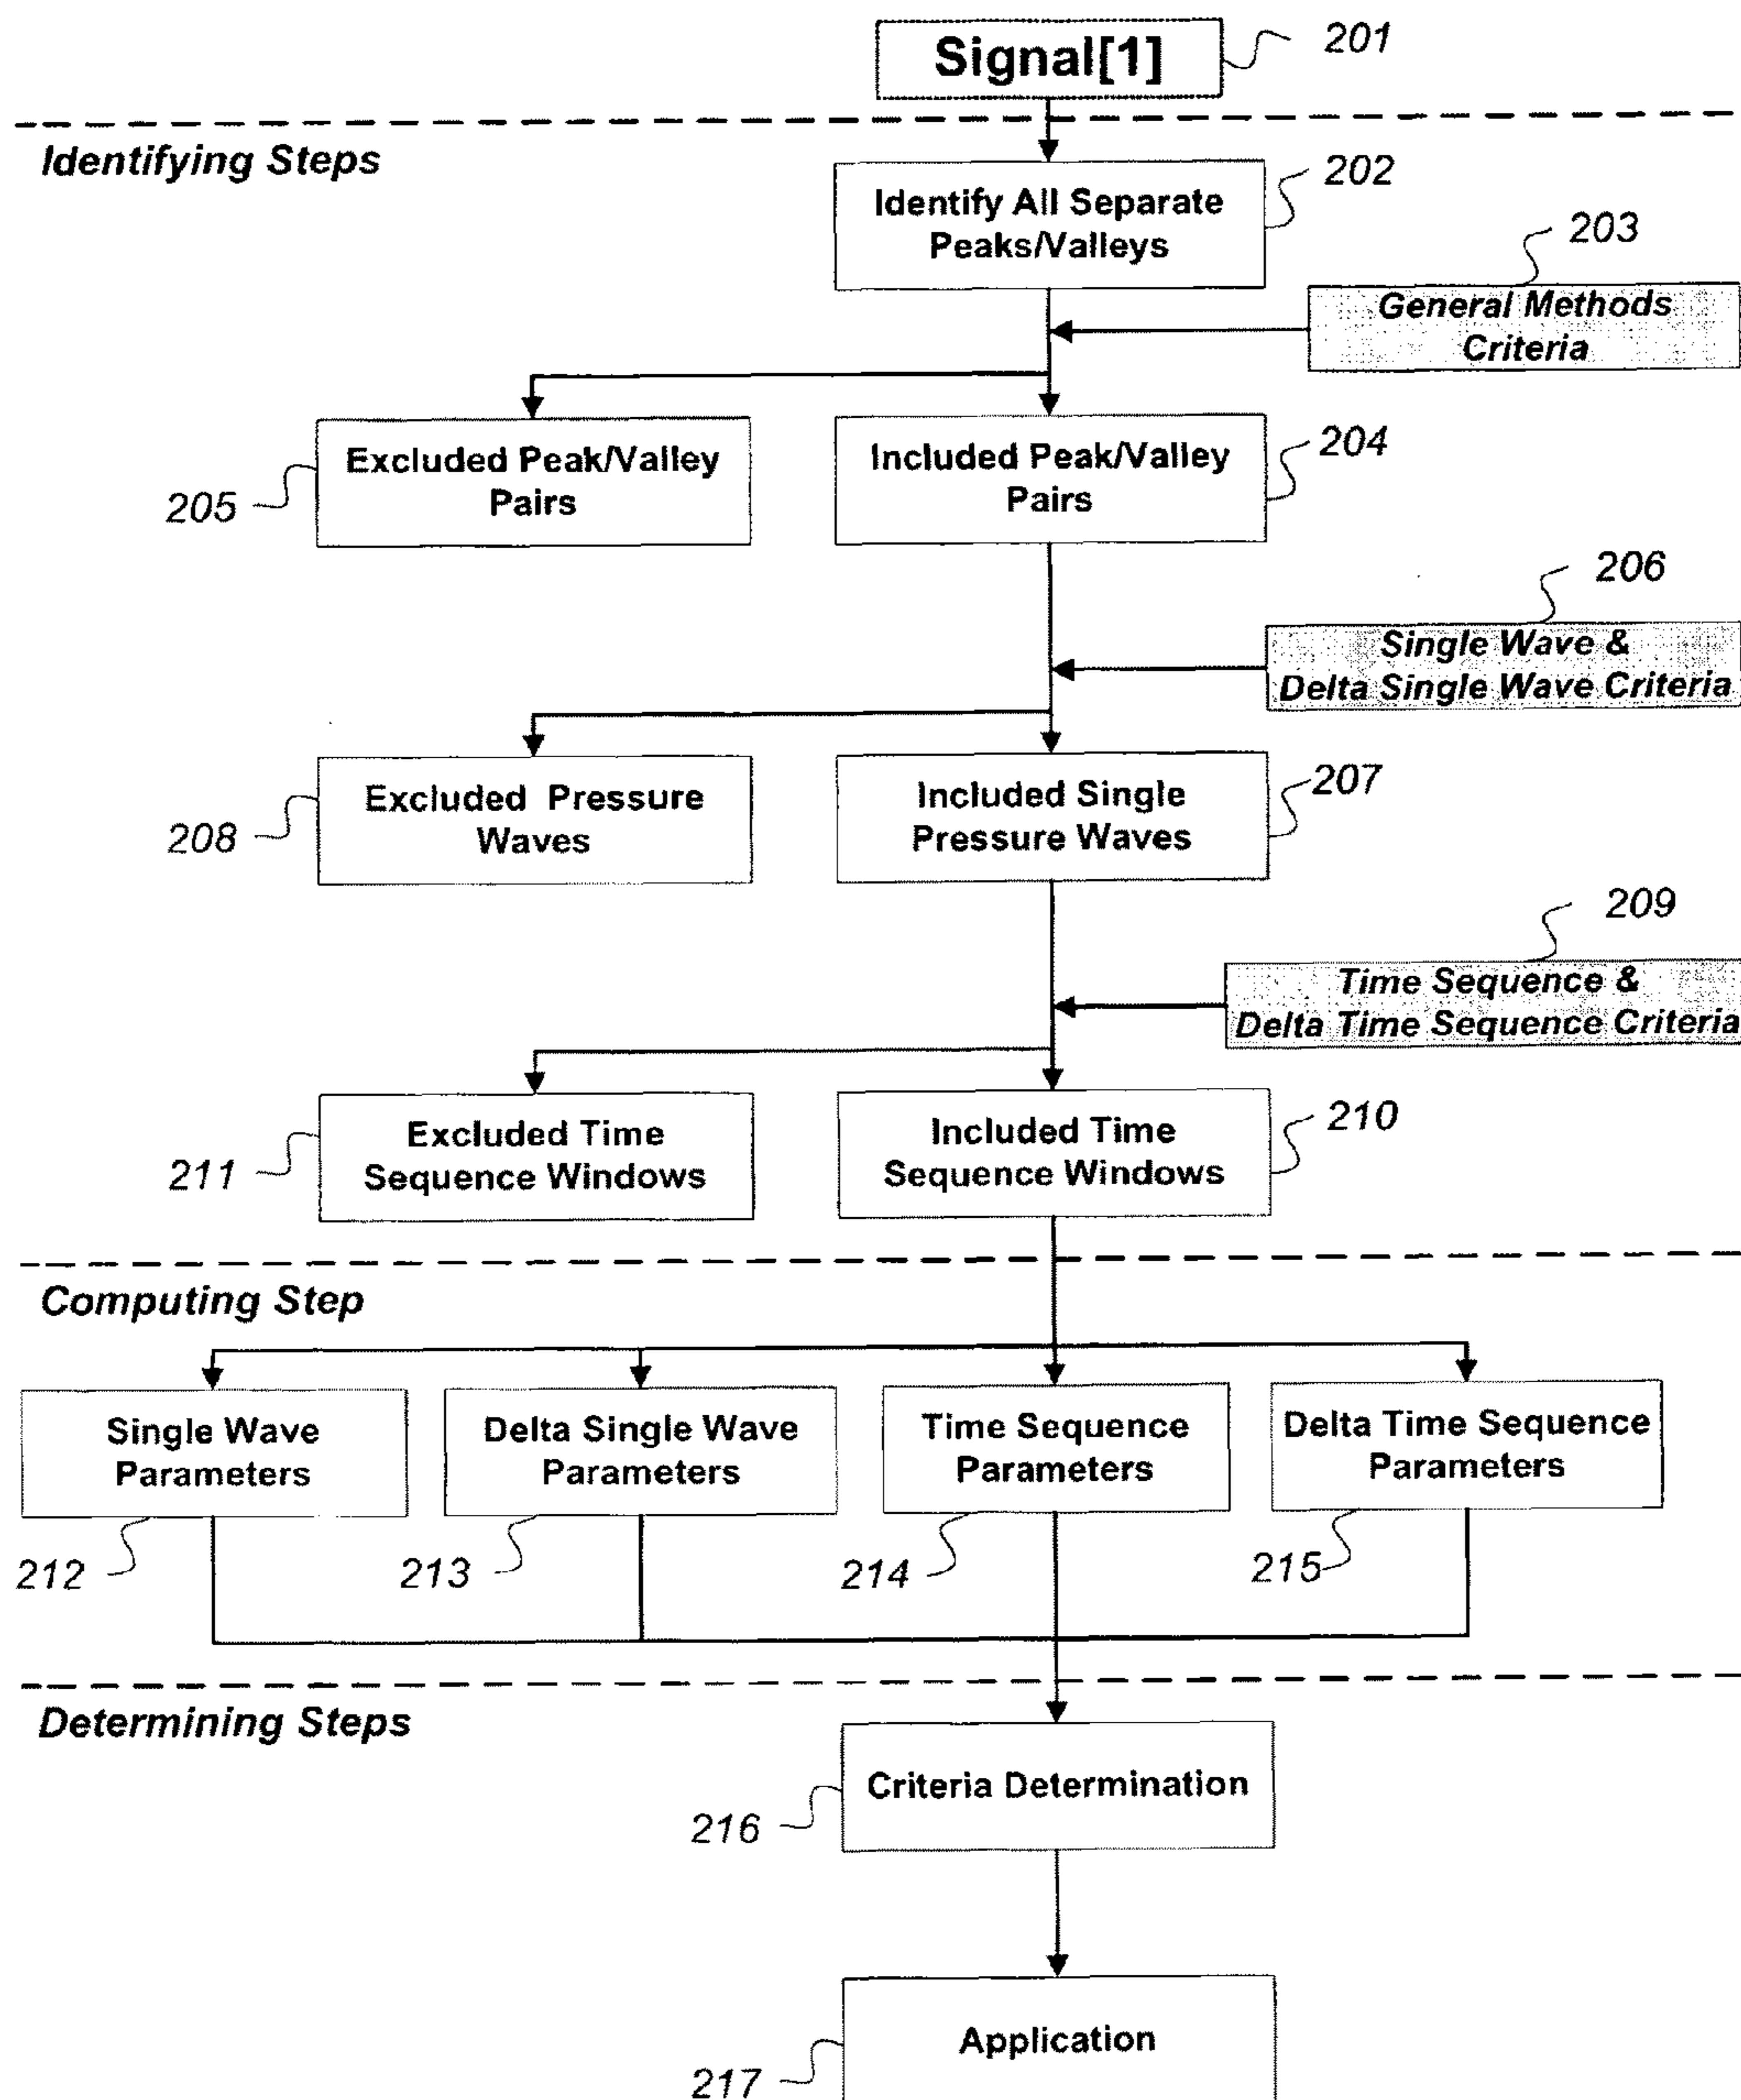 Signal[1]
201
Identifying Steps
202
Identify All Separate
Peaks/Valleys
203
General Methods
Criteria
Excluded Peak/Valley
Pairs
205
Included Peak/Valley
Pairs
204
206
Single Wave &
Delta Single Wave Criteria
Excluded Pressure
Waves
208
Included Single
Pressure Waves
207
209
Time Sequence &
Delta Time Sequence Criteria
Excluded Time
Sequence Windows
211
Included Time
Sequence Windows
210
Computing Step
Single Wave
Parameters
212
Delta Single Wave
Parameters
213
Time Sequence
Parameters
214
Delta Time Sequence
Parameters
215
Determining Steps
Criteria Determination
216
Application
217